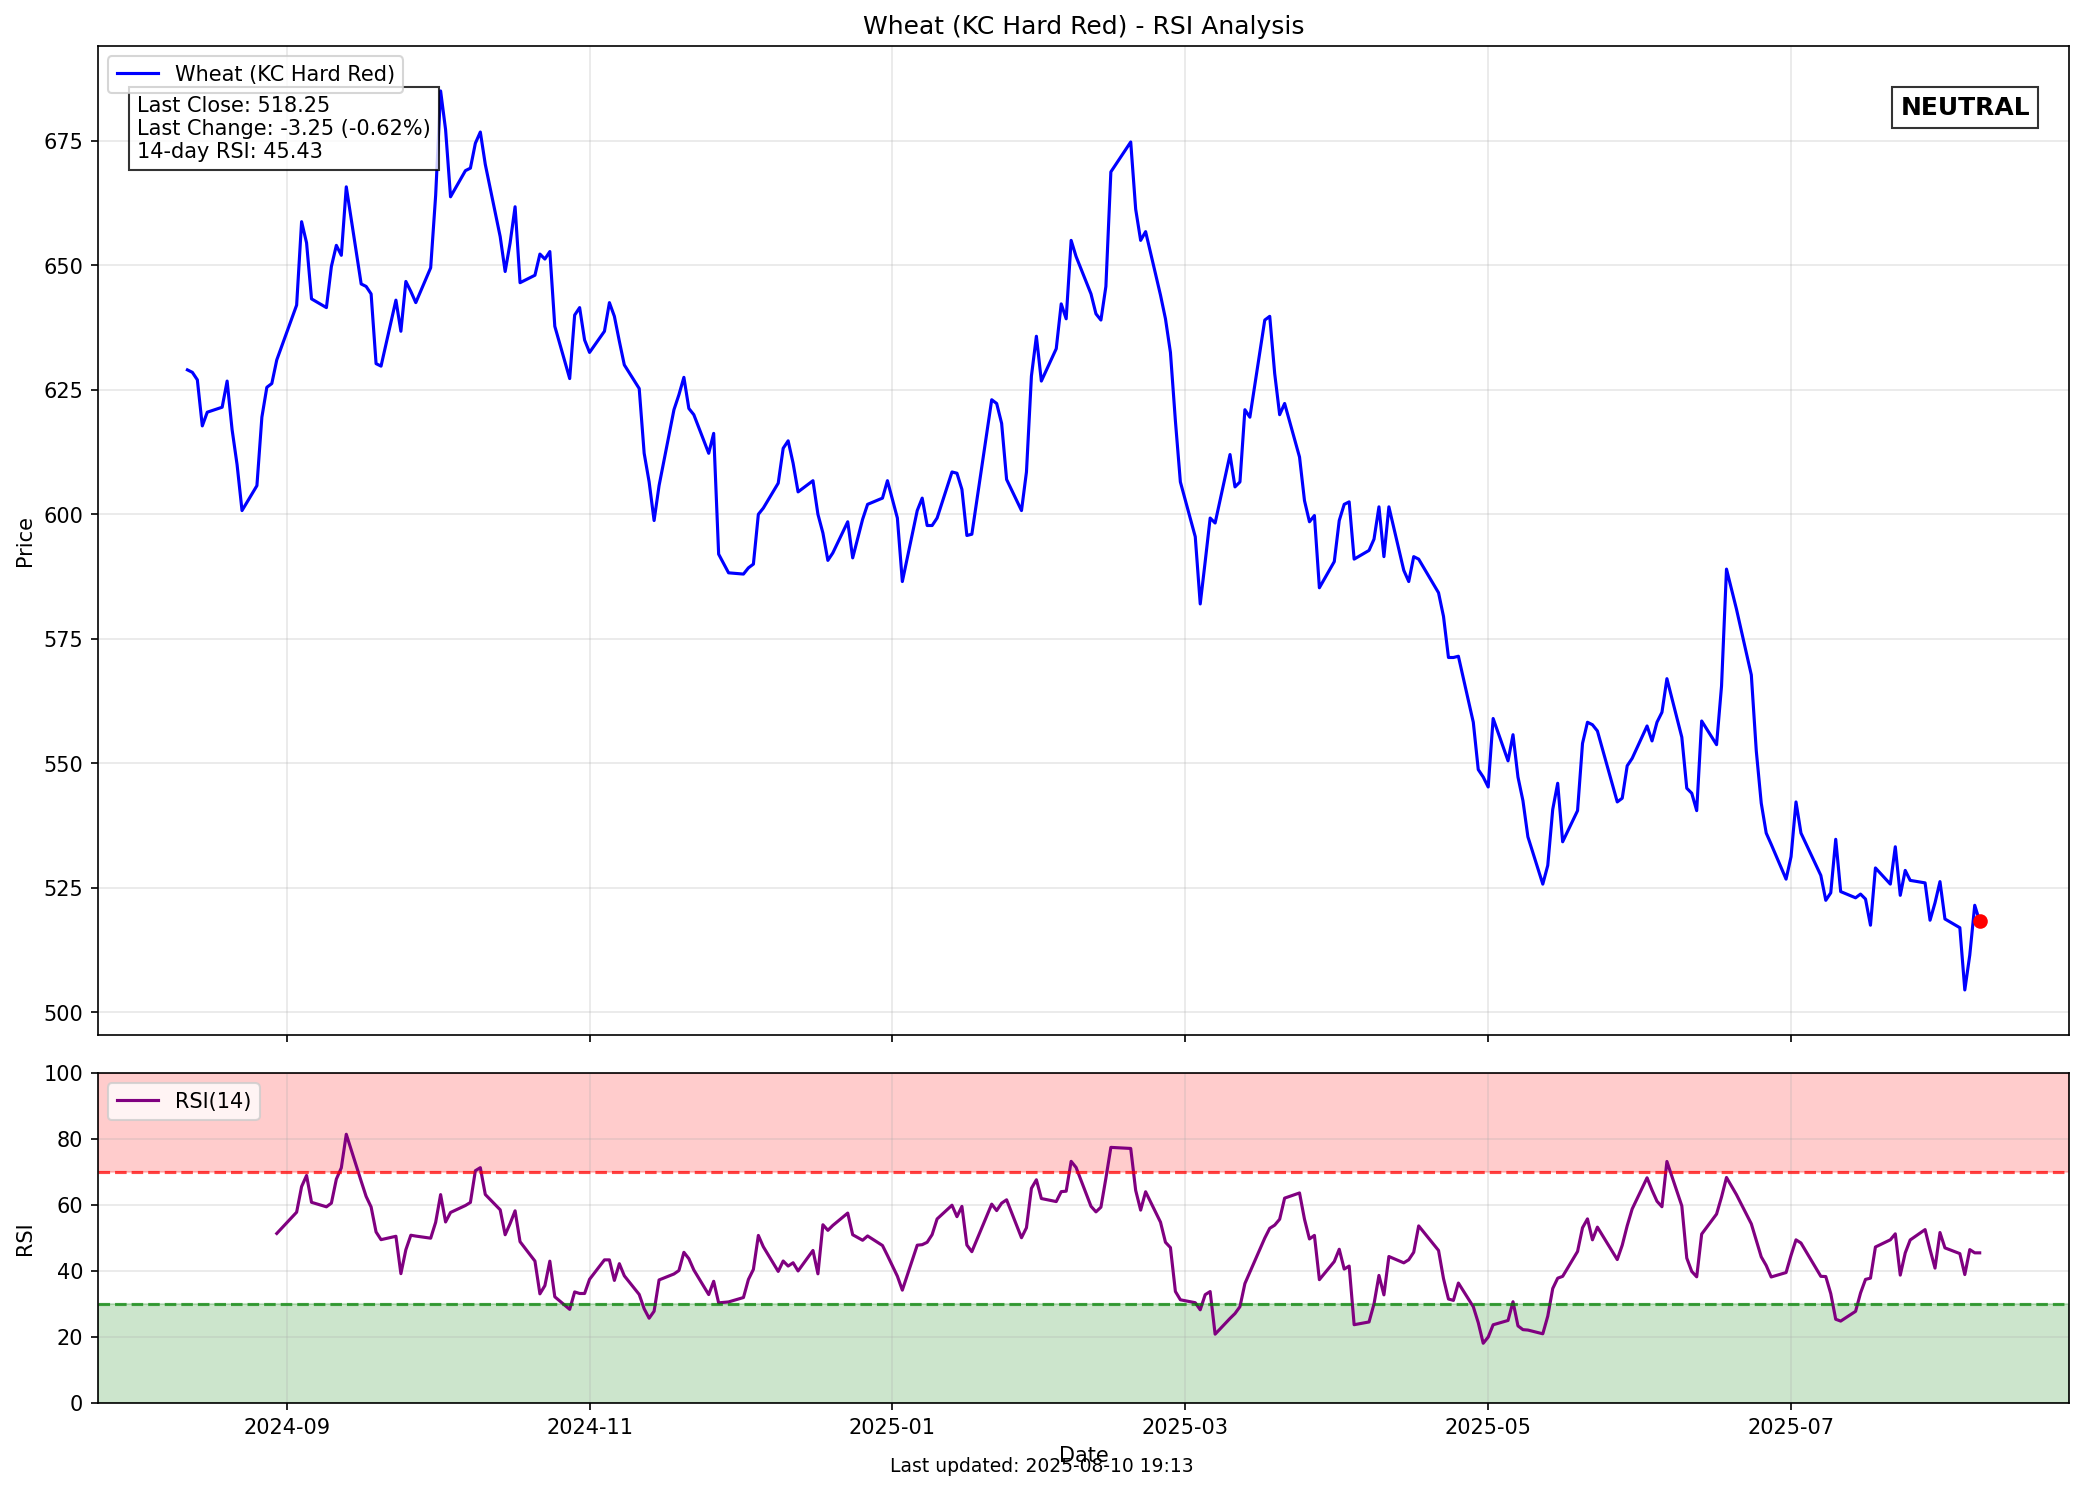 Wheat (KC Hard Red) - RSI Analysis
Wheat (KC Hard Red)
Last Close: 518.25
Last Change: -3.25 (-0.62%)
14-day RSI: 45.43
NEUTRAL
Price
675
650
625
600
575
550
525
500
RSI(14)
RSI
100
80
60
40
20
0
2024-09
2024-11
2025-01
2025-03
2025-05
2025-07
Date
Last updated: 2025-08-10 19:13